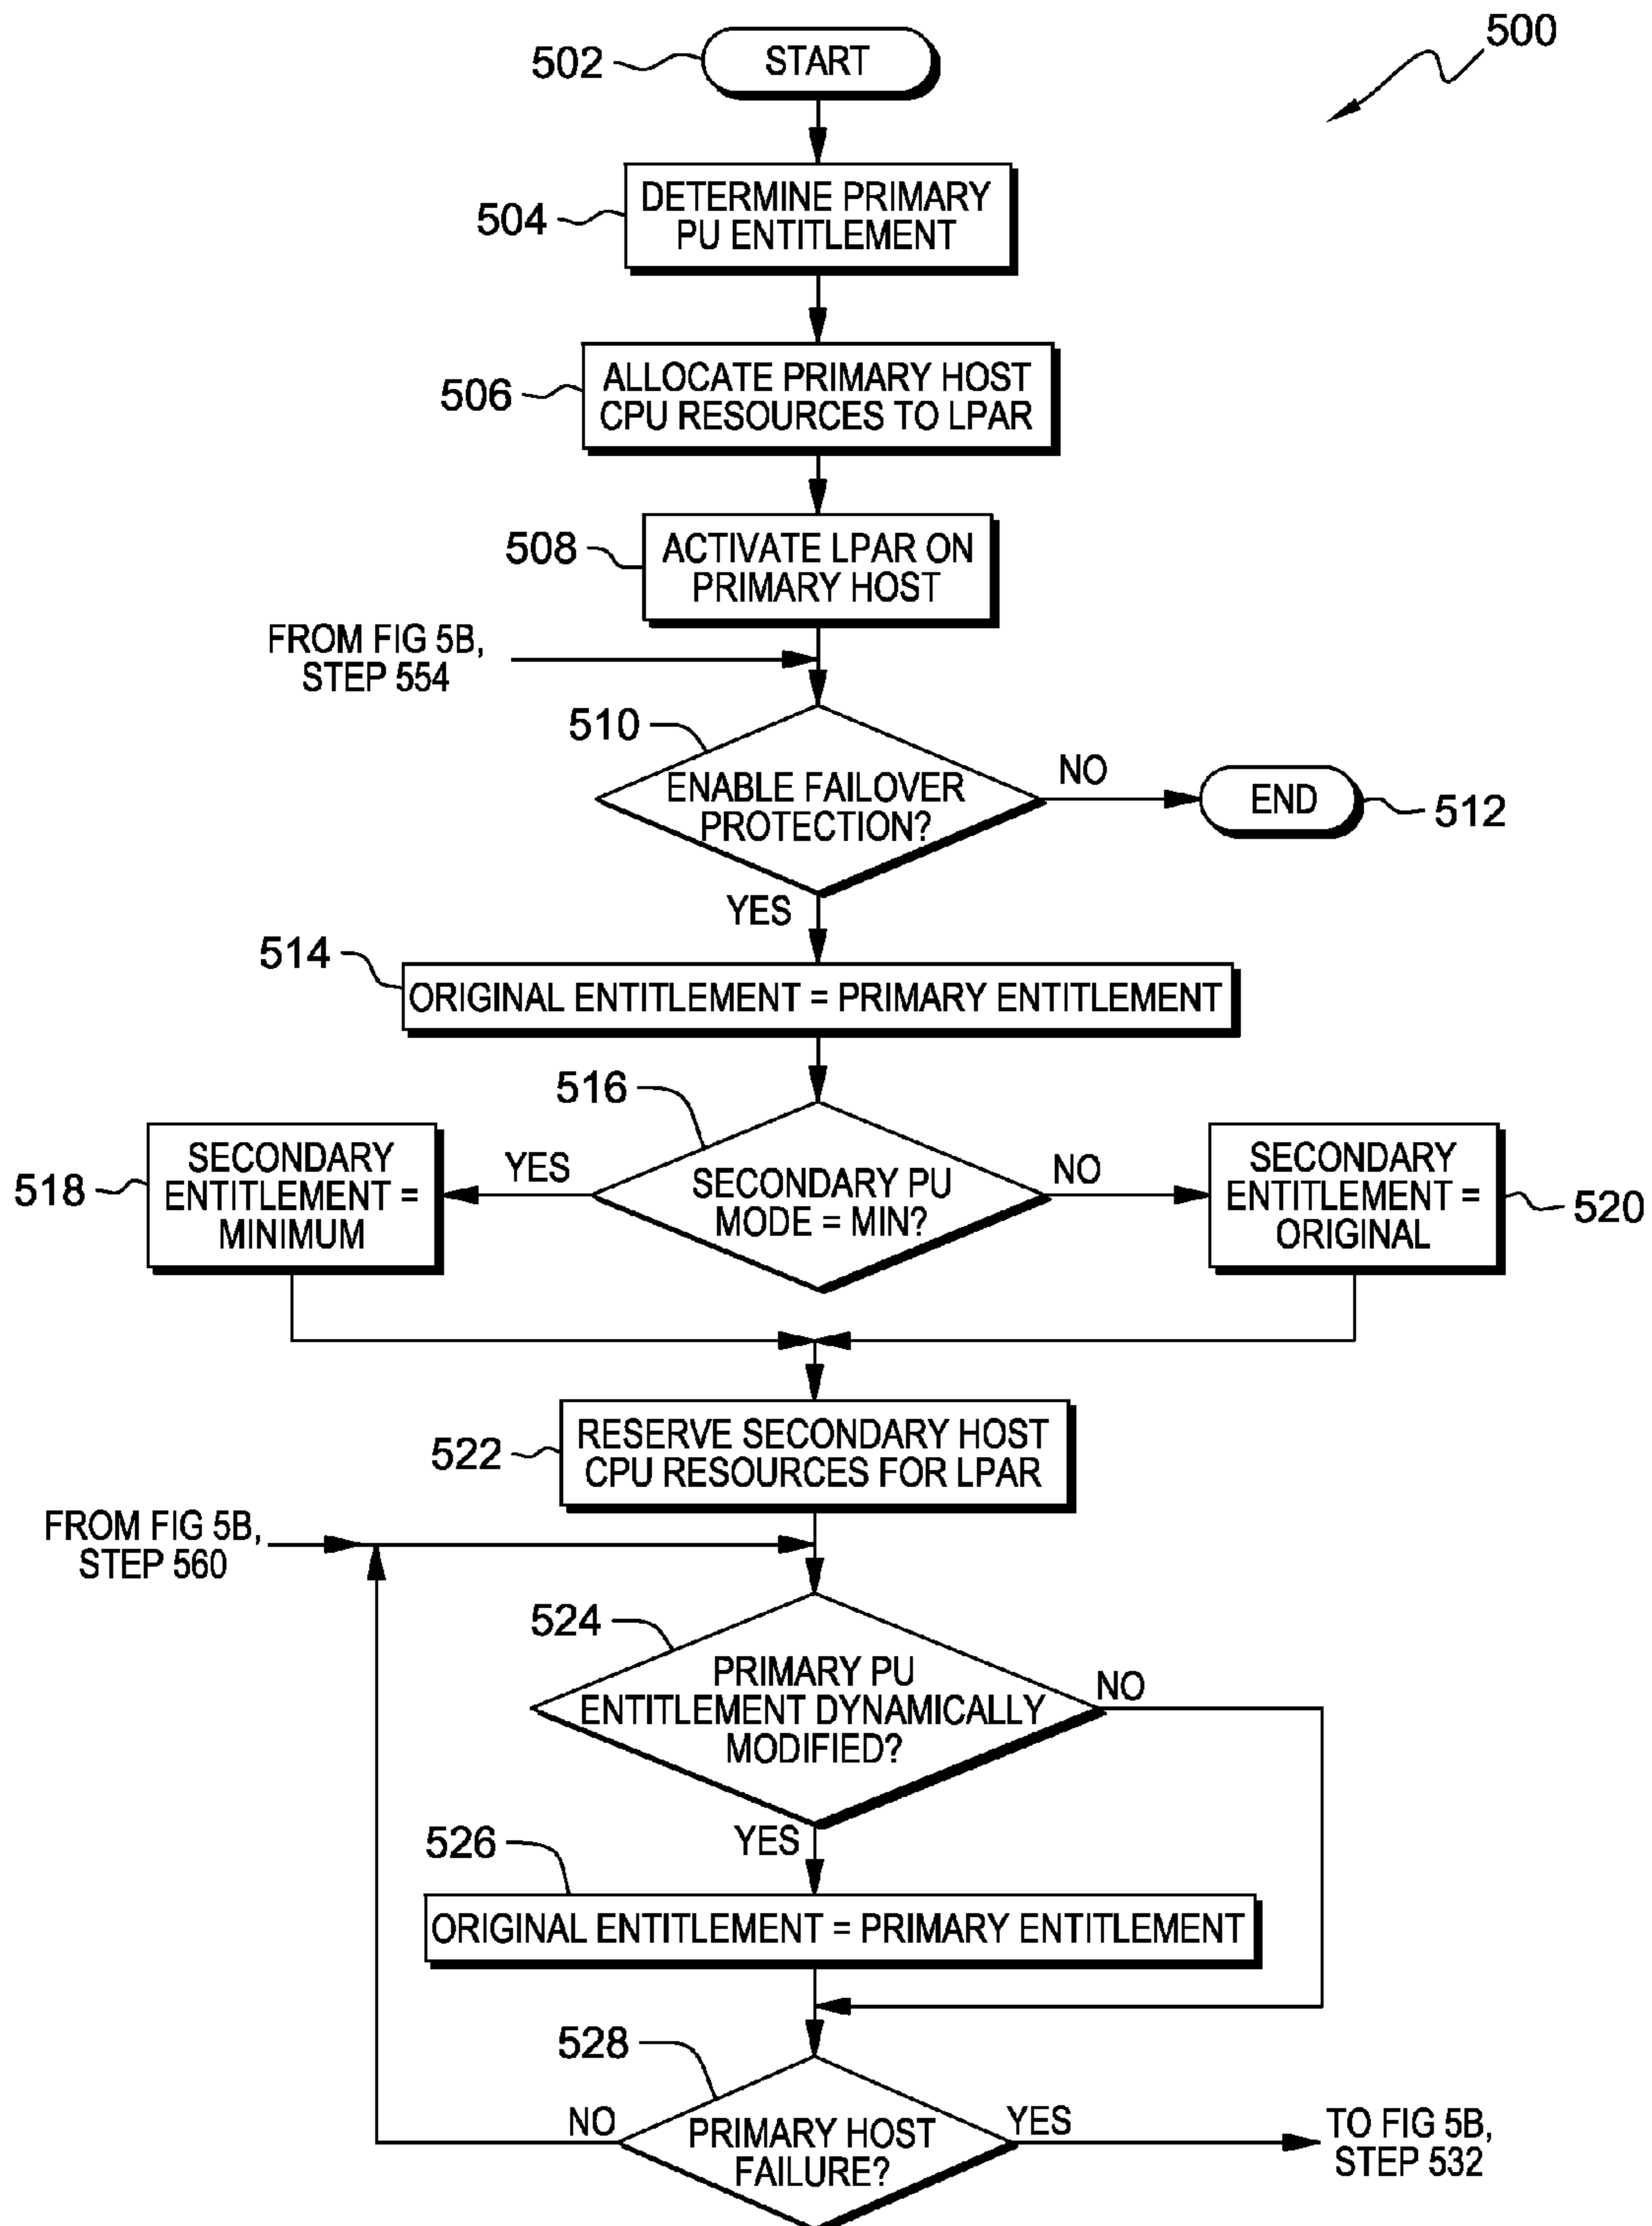 500
502
START
504
DETERMINE PRIMARY
PU ENTITLEMENT
506
ALLOCATE PRIMARY HOST
CPU RESOURCES TO LPAR
508
ACTIVATE LPAR ON
PRIMARY HOST
FROM FIG 5B,
STEP 554
510
ENABLE FAILOVER
PROTECTION?
NO
END
512
YES
514
ORIGINAL ENTITLEMENT = PRIMARY ENTITLEMENT
516
SECONDARY PU
MODE = MIN?
YES
518
SECONDARY
ENTITLEMENT =
MINIMUM
NO
SECONDARY
ENTITLEMENT =
ORIGINAL
520
522
RESERVE SECONDARY HOST
CPU RESOURCES FOR LPAR
FROM FIG 5B,
STEP 560
524
PRIMARY PU
ENTITLEMENT DYNAMICALLY
MODIFIED?
NO
YES
526
ORIGINAL ENTITLEMENT = PRIMARY ENTITLEMENT
528
PRIMARY HOST
FAILURE?
NO
YES
TO FIG 5B,
STEP 532